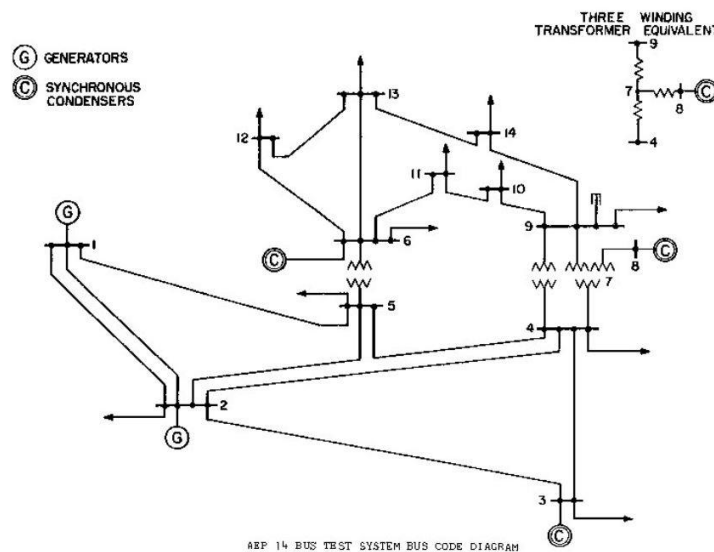 THREE WINDING
TRANSFORMER EQUIVALENT
G GENERATORS
C SYNCHRONOUS
CONDENSERS
9
7
8
C
4
13
12
14
11
10
G
1
C
6
9
8
C
7
5
4
2
G
3
C
AEP 14 BUS TEST SYSTEM BUS CODE DIAGRAM